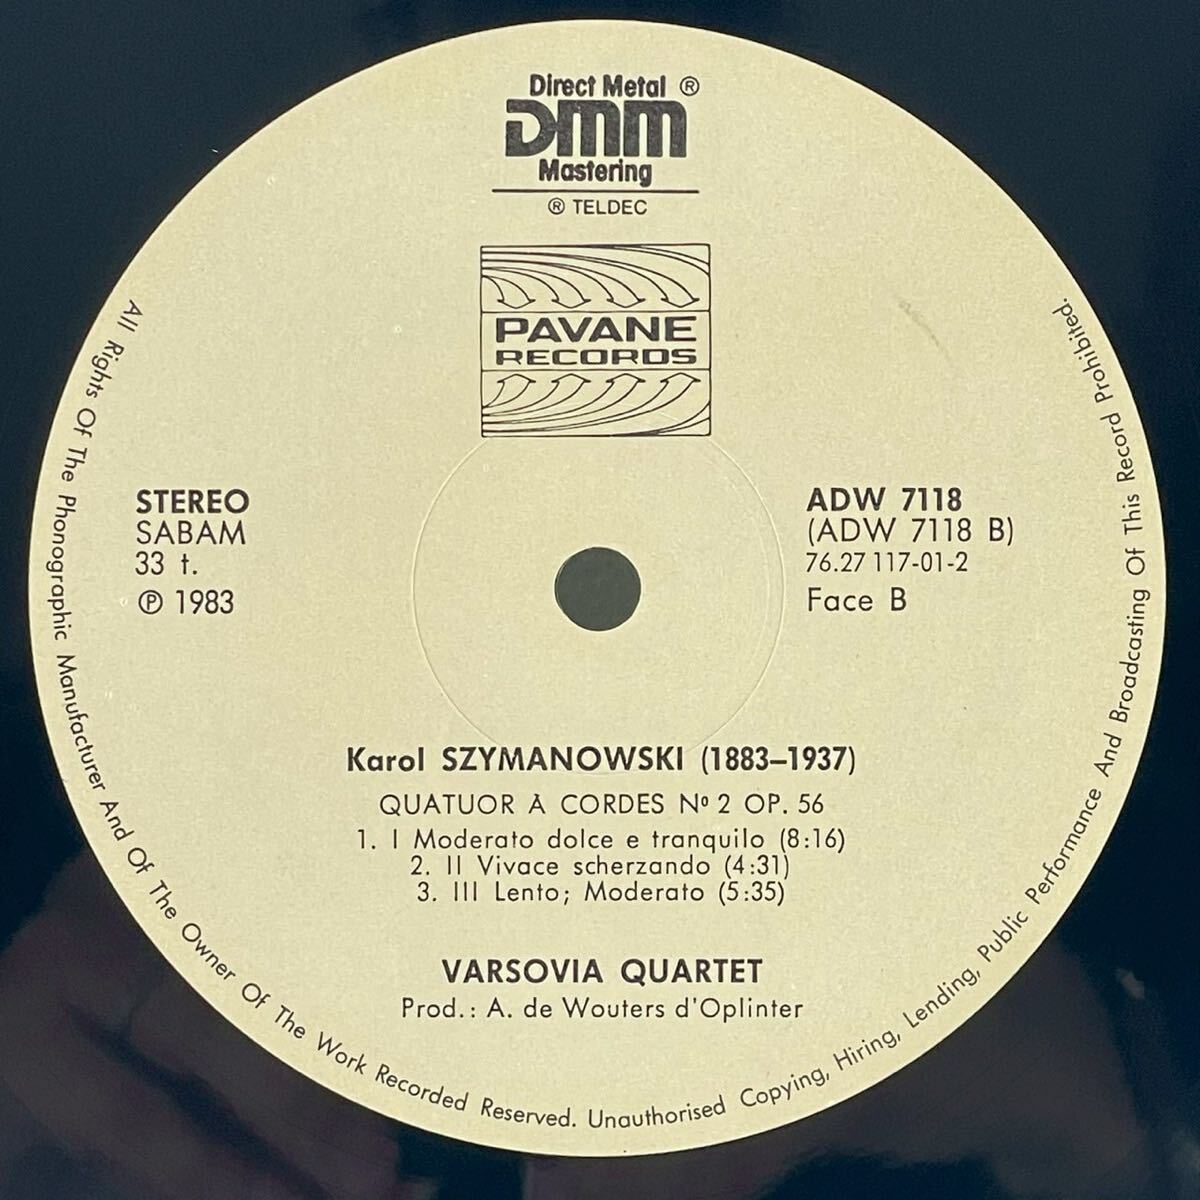 Direct Metal ®
DMM
Mastering
® TELDEC
PAVANE
RECORDS
STEREO
SABAM
33 t.
℗ 1983
ADW 7118
(ADW 7118 B)
76.27 117-01-2
Face B
Karol SZYMANOWSKI (1883–1937)
QUATUOR À CORDES Nº 2 OP. 56
1. I Moderato dolce e tranquilo (8:16)
2. II Vivace scherzando (4:31)
3. III Lento; Moderato (5:35)
VARSOVIA QUARTET
Prod.: A. de Wouters d'Oplinter
All Rights Of The Phonographic Manufacturer And Of The Owner Of The Work Recorded Reserved. Unauthorised Copying, Hiring, Lending, Public Performance And Broadcasting Of This Record Prohibited.